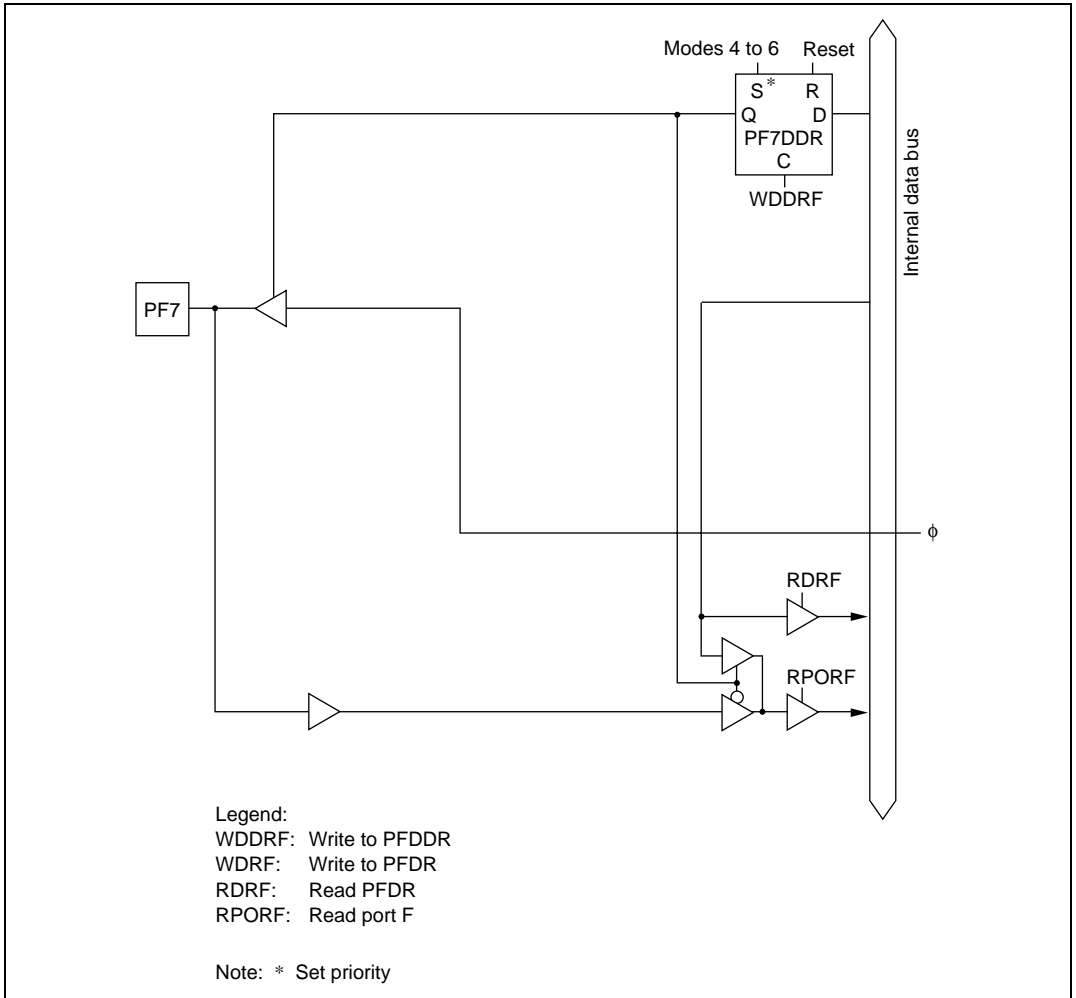 Modes 4 to 6 Reset
S* R
Q D
PF7DDR
C
WDDRF
Internal data bus
PF7
ϕ
RDRF
RPORF
Legend:
WDDRF: Write to PFDDR
WDRF: Write to PFDR
RDRF: Read PFDR
RPORF: Read port F
Note: * Set priority